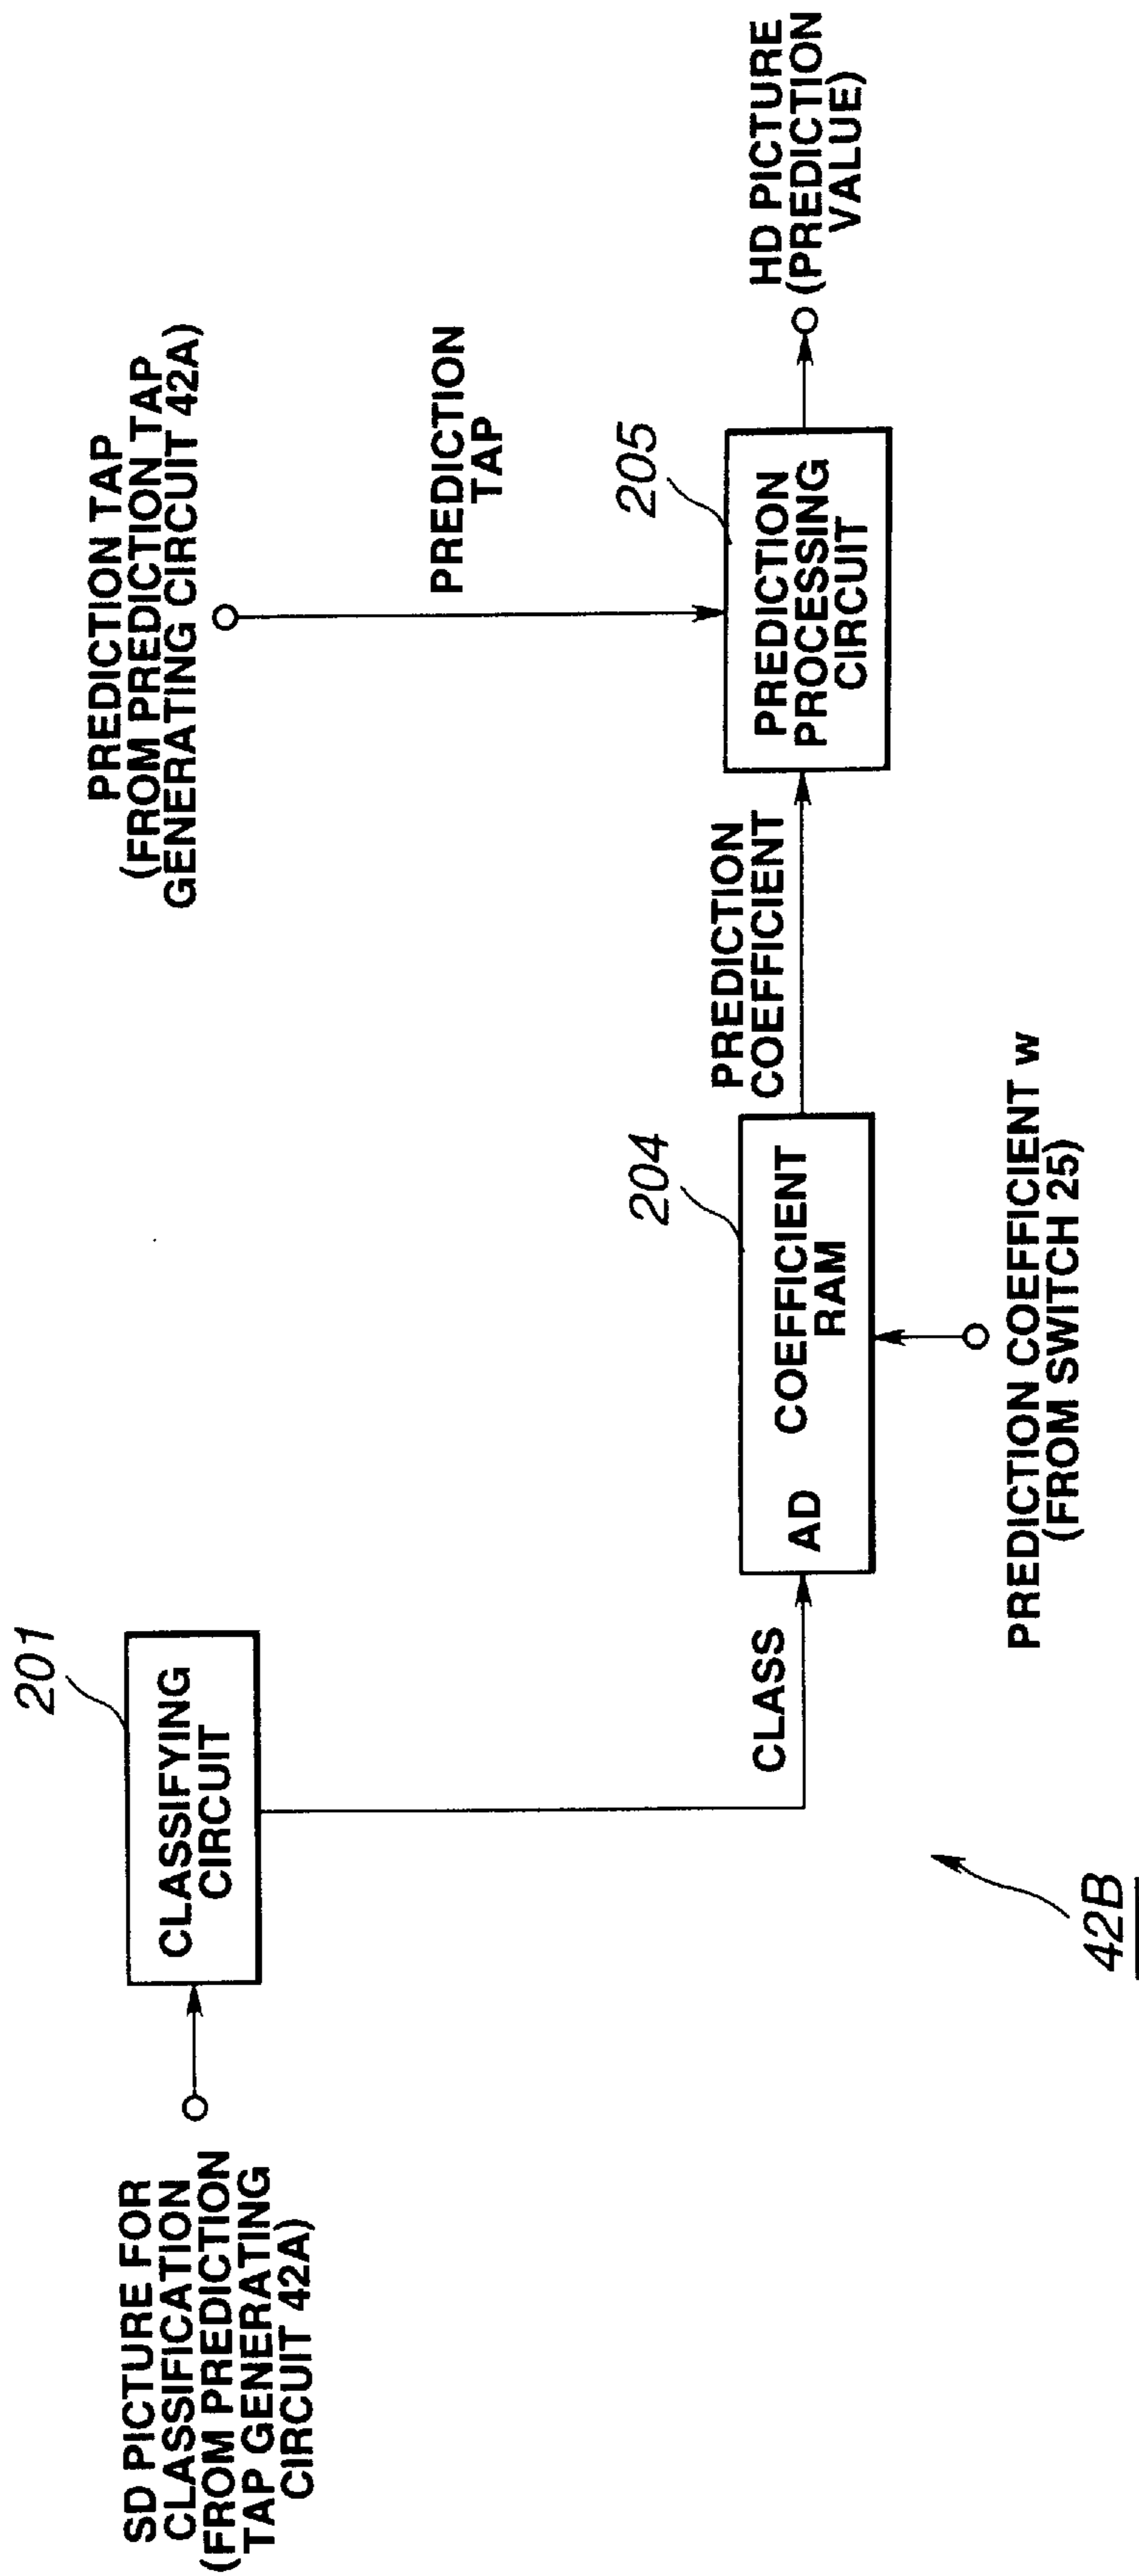 SD PICTURE FOR
CLASSIFICATION
(FROM PREDICTION
TAP GENERATING
CIRCUIT 42A)
201
CLASSIFYING
CIRCUIT
CLASS
PREDICTION TAP
(FROM PREDICTION TAP
GENERATING CIRCUIT 42A)
PREDICTION
TAP
204
AD COEFFICIENT
RAM
PREDICTION
COEFFICIENT
205
PREDICTION
PROCESSING
CIRCUIT
HD PICTURE
(PREDICTION
VALUE)
PREDICTION COEFFICIENT w
(FROM SWITCH 25)
42B